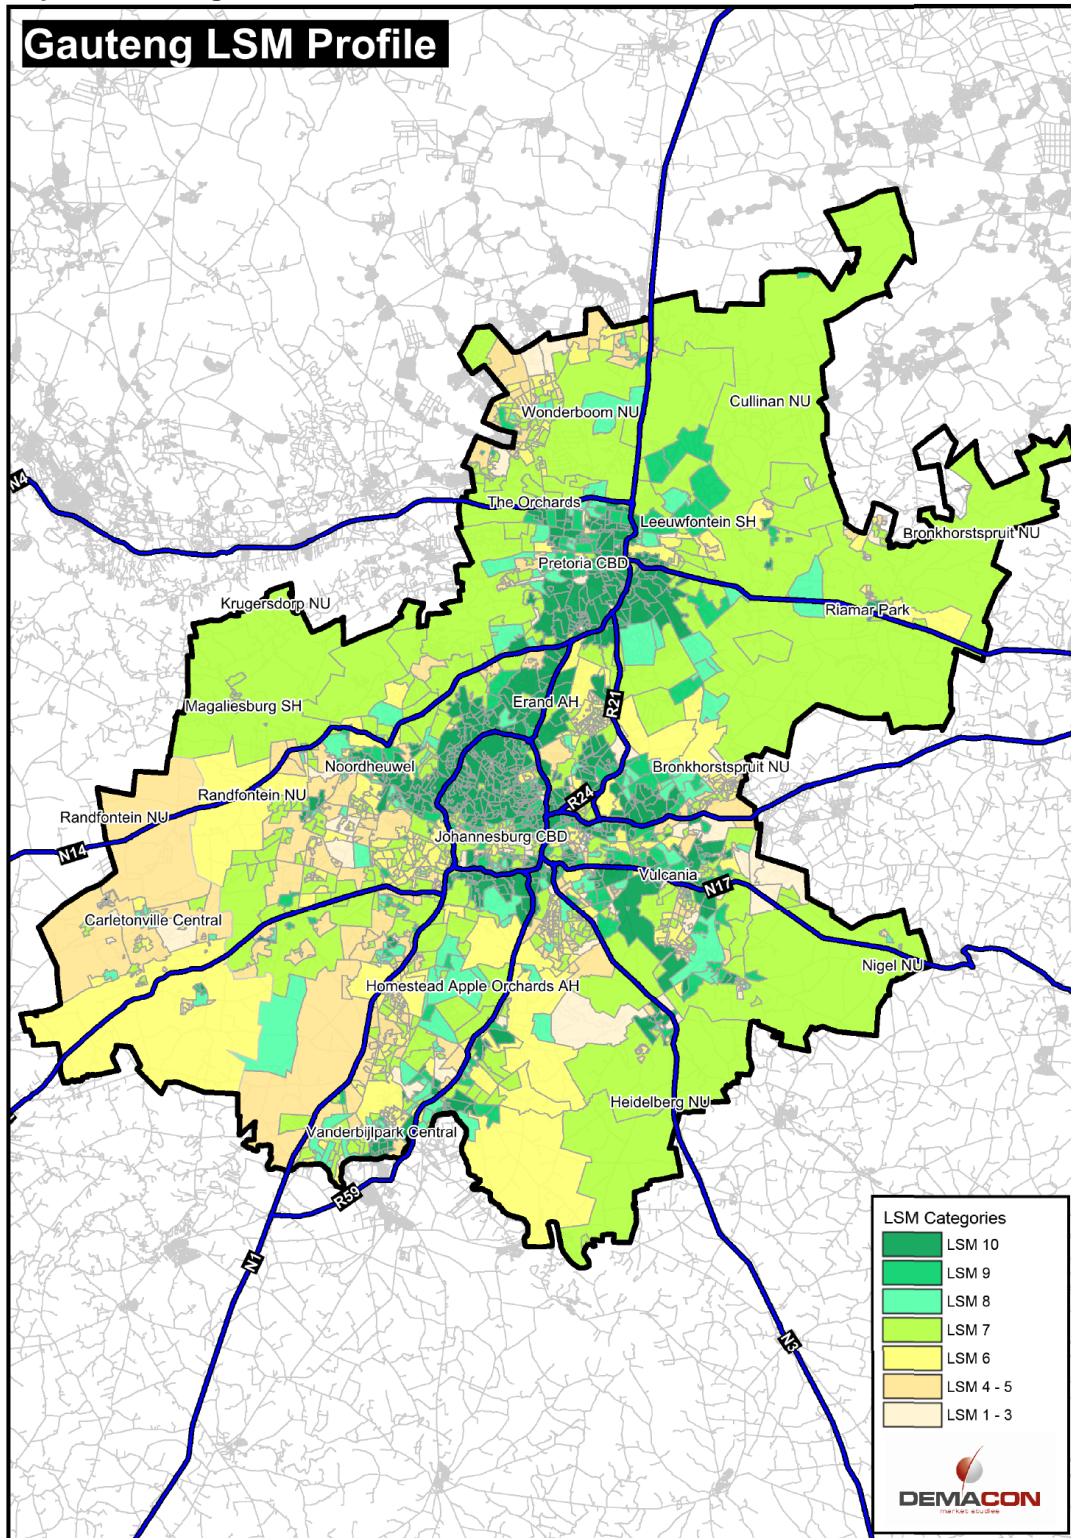 Gauteng LSM Profile
Wonderboom NU
Cullinan NU
N4
The Orchards
Leeuwfontein SH
Bronkhorstspruit NU
Pretoria CBD
Krugersdorp NU
Riamar Park
Magaliesburg SH
Erand AH
R21
Noordheuwel
Bronkhorstspruit NU
Randfontein NU
R24
Randfontein NU
Johannesburg CBD
N14
Vulcania
N17
Carletonville Central
Nigel NU
Homestead Apple Orchards AH
Heidelberg NU
Vanderbijlpark Central
R59
N1
N3
LSM Categories
LSM 10
LSM 9
LSM 8
LSM 7
LSM 6
LSM 4 - 5
LSM 1 - 3
DEMACON
market studies